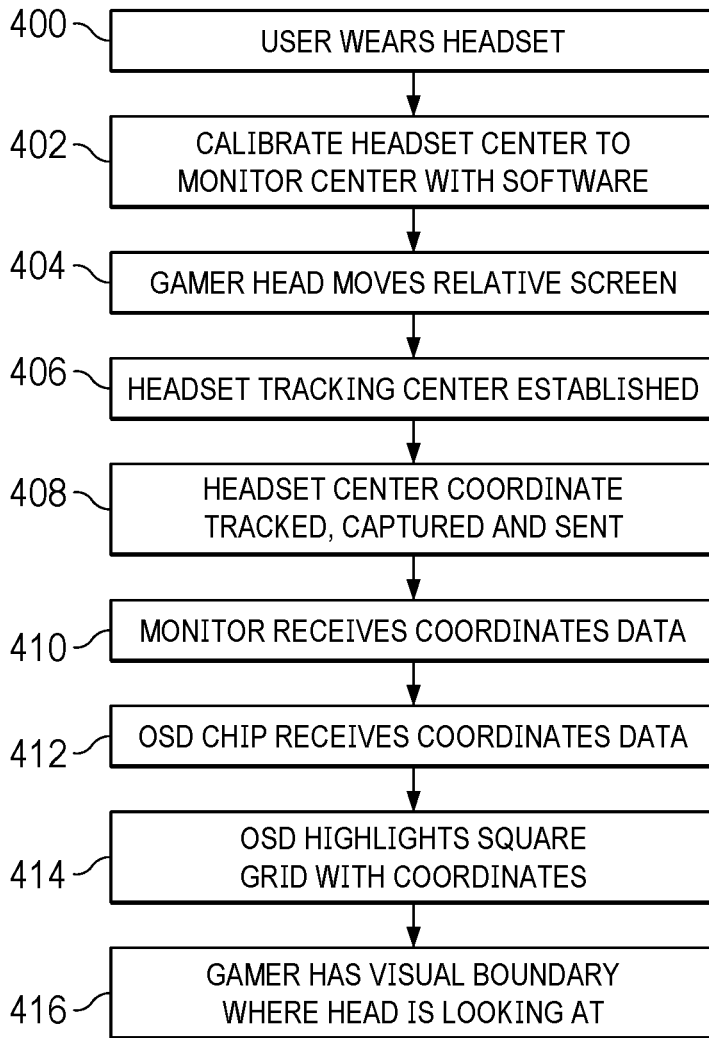 400
USER WEARS HEADSET
402
CALIBRATE HEADSET CENTER TO
MONITOR CENTER WITH SOFTWARE
404
GAMER HEAD MOVES RELATIVE SCREEN
406
HEADSET TRACKING CENTER ESTABLISHED
408
HEADSET CENTER COORDINATE
TRACKED, CAPTURED AND SENT
410
MONITOR RECEIVES COORDINATES DATA
412
OSD CHIP RECEIVES COORDINATES DATA
414
OSD HIGHLIGHTS SQUARE
GRID WITH COORDINATES
416
GAMER HAS VISUAL BOUNDARY
WHERE HEAD IS LOOKING AT